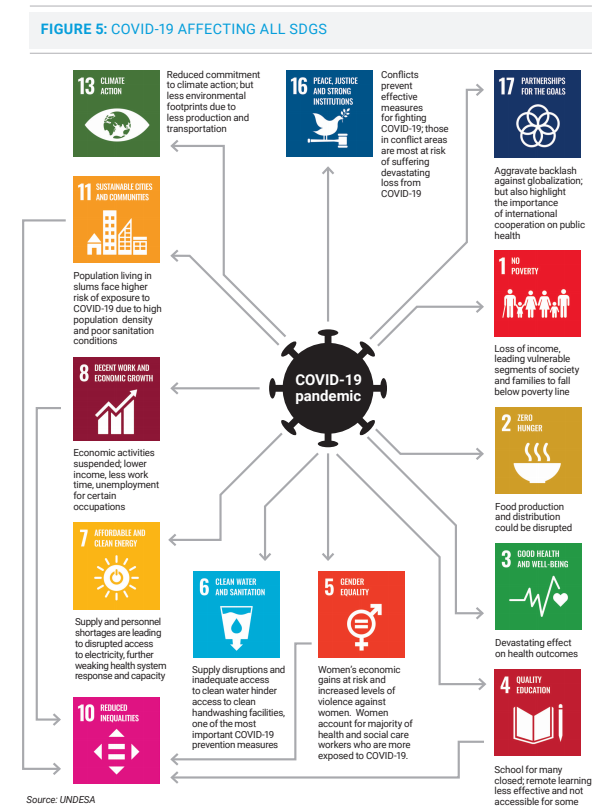 FIGURE 5: COVID-19 AFFECTING ALL SDGS
13 CLIMATE
ACTION
Reduced commitment
to climate action; but
less environmental
footprints due to
less production and
transportation
16 PEACE, JUSTICE
AND STRONG
INSTITUTIONS
Conflicts
prevent
effective
measures
for fighting
COVID-19; those
in conflict areas
are most at risk
of suffering
devastating
loss from
COVID-19
17 PARTNERSHIPS
FOR THE GOALS
Aggravate backlash
against globalization;
but also highlight
the importance
of international
cooperation on public
health
11 SUSTAINABLE CITIES
AND COMMUNITIES
Population living in
slums face higher
risk of exposure to
COVID-19 due to high
population density
and poor sanitation
conditions
1 NO
POVERTY
Loss of income,
leading vulnerable
segments of society
and families to fall
below poverty line
COVID-19
pandemic
8 DECENT WORK AND
ECONOMIC GROWTH
Economic activities
suspended; lower
income, less work
time, unemployment
for certain
occupations
2 ZERO
HUNGER
Food production
and distribution
could be disrupted
7 AFFORDABLE AND
CLEAN ENERGY
Supply and personnel
shortages are leading
to disrupted access
to electricity, further
weaking health system
response and capacity
6 CLEAN WATER
AND SANITATION
Supply disruptions and
inadequate access
to clean water hinder
access to clean
handwashing facilities,
one of the most
important COVID-19
prevention measures
5 GENDER
EQUALITY
Women's economic
gains at risk and
increased levels of
violence against
women. Women
account for majority of
health and social care
workers who are more
exposed to COVID-19.
3 GOOD HEALTH
AND WELL-BEING
Devastating effect
on health outcomes
4 QUALITY
EDUCATION
School for many
closed; remote learning
less effective and not
accessible for some
10 REDUCED
INEQUALITIES
Source: UNDESA